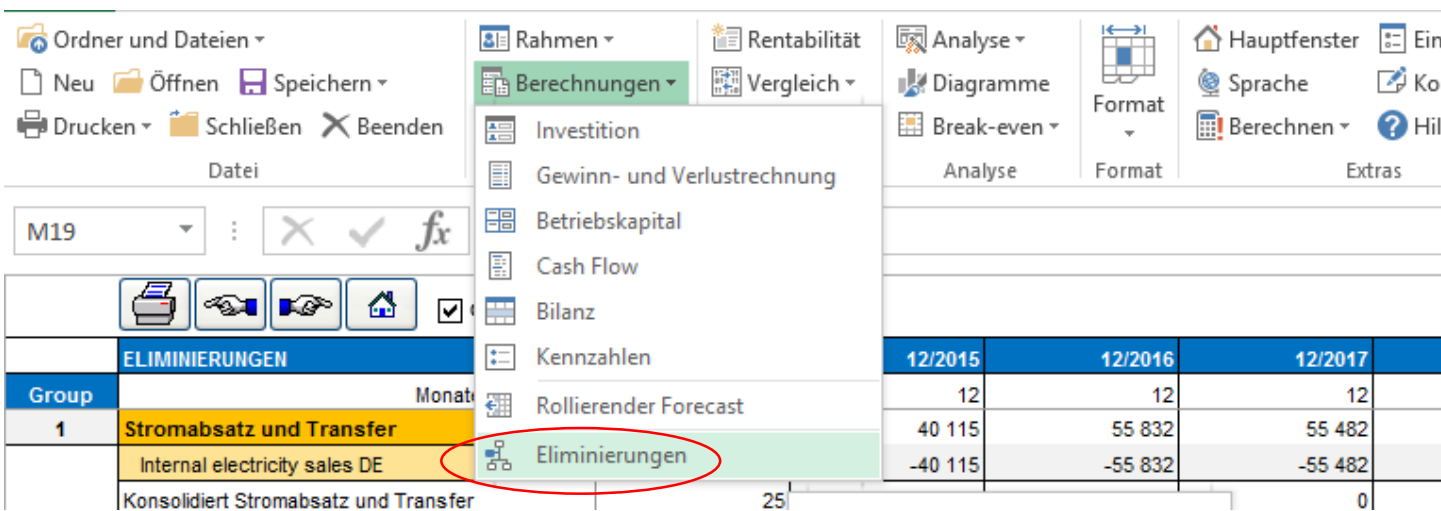 Ordner und Dateien Rahmen Rentabilität Analyse Hauptfenster
Neu Öffnen Speichern Berechnungen Vergleich Diagramme Format Sprache
Drucken Schließen Beenden Investition Break-even Berechnen
Datei Gewinn- und Verlustrechnung Analyse Format Extras
M19 fx Betriebskapital
Cash Flow
Bilanz
ELIMINIERUNGEN Kennzahlen 12/2015 12/2016 12/2017
Group 12 12 12
Rollierender Forecast
1 Stromabsatz und Transfer 40 115 55 832 55 482
Internal electricity sales DE Eliminierungen -40 115 -55 832 -55 482
Konsolidiert Stromabsatz und Transfer 25 0